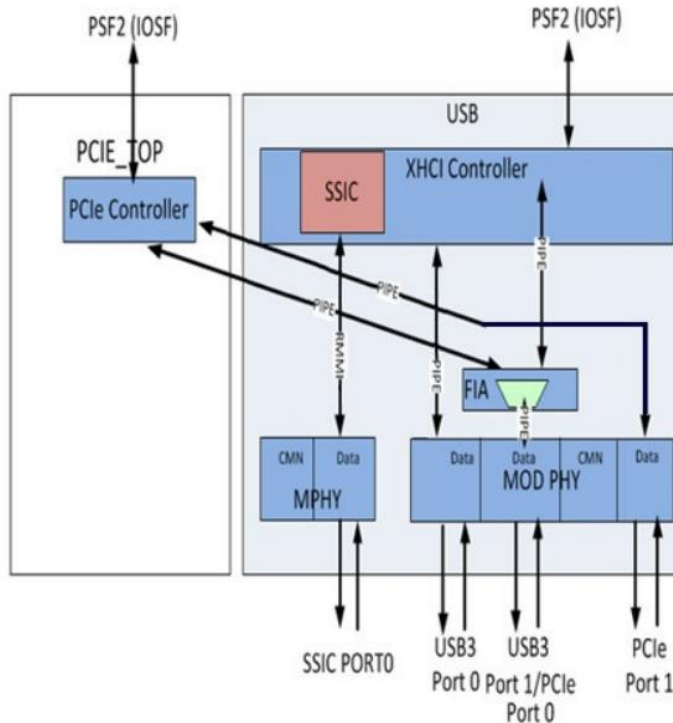 PSF2 (IOSF)
PSF2 (IOSF)
USB
PCIE_TOP
PCIe Controller
XHCI Controller
SSIC
PIPE
PIPE
PIPE
RMMI
PIPE
FIA
PIPE
CMN
Data
MPHY
Data
Data
CMN
Data
MOD PHY
SSIC PORT0
USB3
Port 0
USB3
Port 1/PCIe
Port 0
PCIe
Port 1